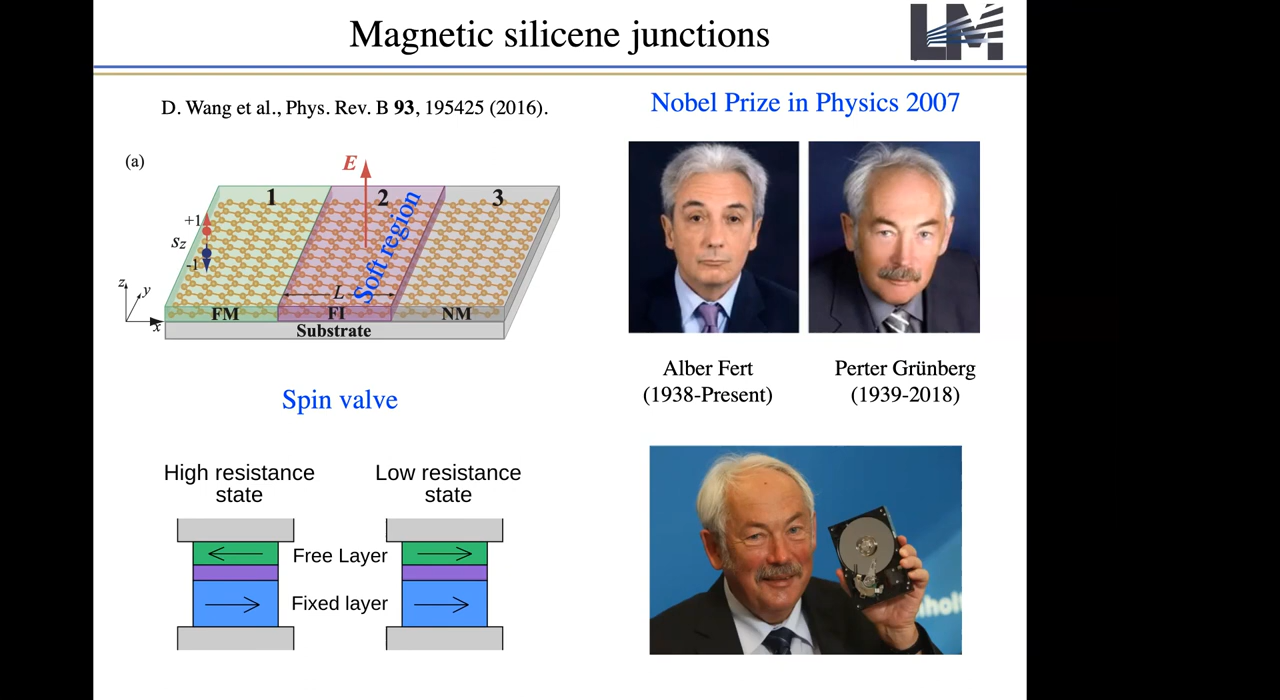 Magnetic silicene junctions
LM
D. Wang et al., Phys. Rev. B 93, 195425 (2016).
Nobel Prize in Physics 2007
(a)
E
1
2
3
+1
sz
-1
Soft region
L
z
y
x
FM
FI
NM
Substrate
Alber Fert
(1938-Present)
Perter Grünberg
(1939-2018)
Spin valve
High resistance
state
Low resistance
state
Free Layer
Fixed layer